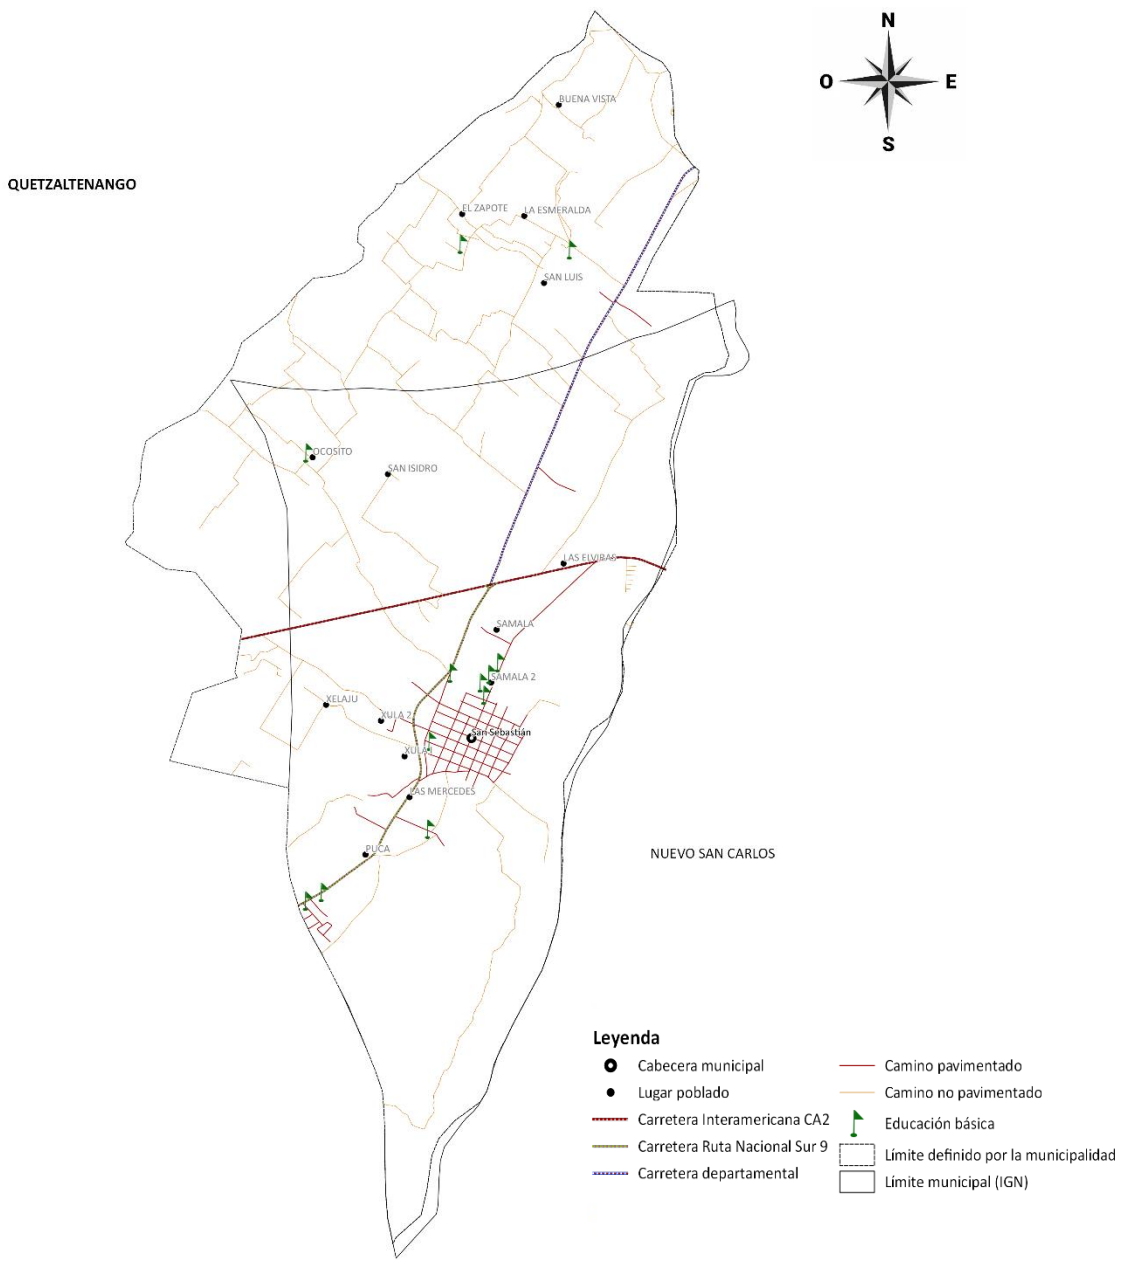 N
O
E
S
BUENA VISTA
QUETZALTENANGO
EL ZAPOTE
LA ESMERALDA
SAN LUIS
OCOSITO
SAN ISIDRO
LAS ELVIRAS
SAMALA
SAMALA 2
XELAJU
XULA 2
San Sebastián
XULA
LAS MERCEDES
PUCA
NUEVO SAN CARLOS
Leyenda
Cabecera municipal
Lugar poblado
Carretera Interamericana CA2
Carretera Ruta Nacional Sur 9
Carretera departamental
Camino pavimentado
Camino no pavimentado
Educación básica
Límite definido por la municipalidad
Límite municipal (IGN)